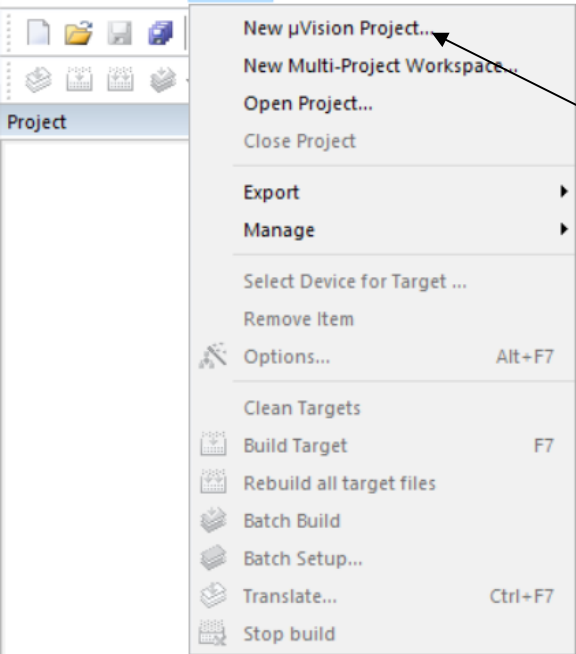 New µVision Project...
New Multi-Project Workspace...
Open Project...
Project
Close Project
Export
Manage
Select Device for Target ...
Remove Item
Options... Alt+F7
Clean Targets
Build Target F7
Rebuild all target files
Batch Build
Batch Setup...
Translate... Ctrl+F7
Stop build